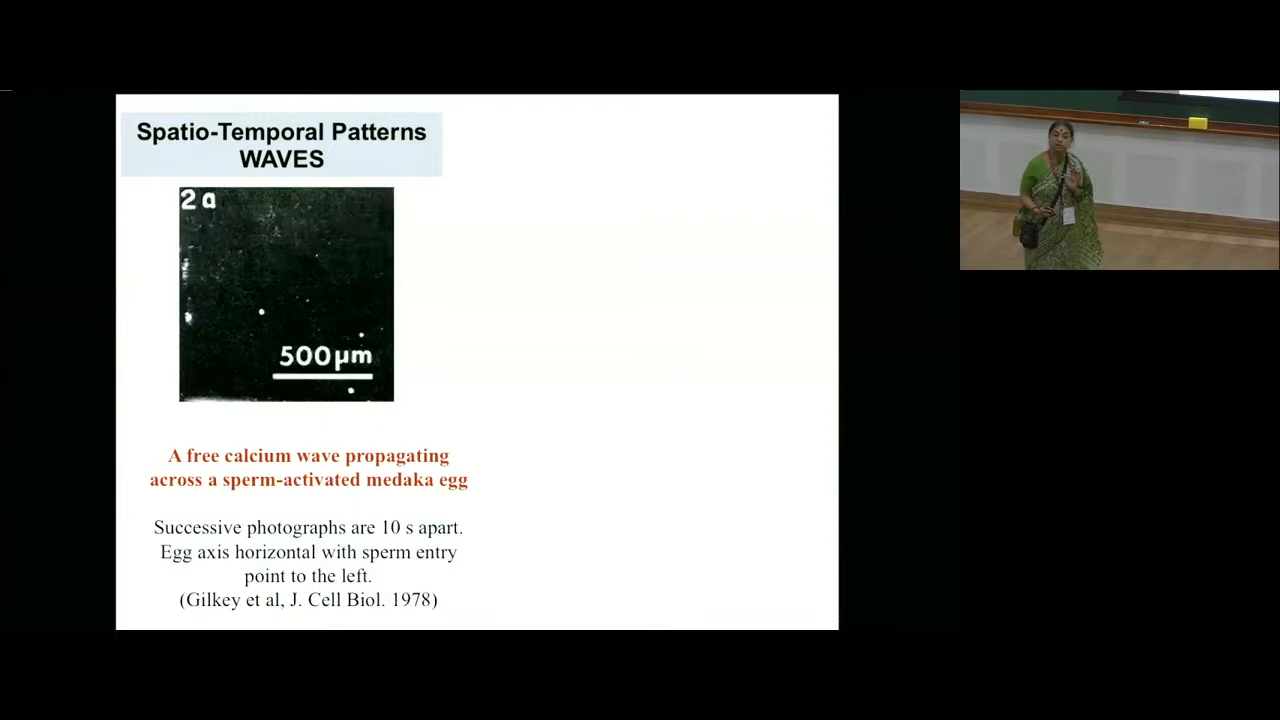 Spatio-Temporal Patterns
WAVES
2a
500μm
A free calcium wave propagating
across a sperm-activated medaka egg
Successive photographs are 10 s apart.
Egg axis horizontal with sperm entry
point to the left.
(Gilkey et al, J. Cell Biol. 1978)